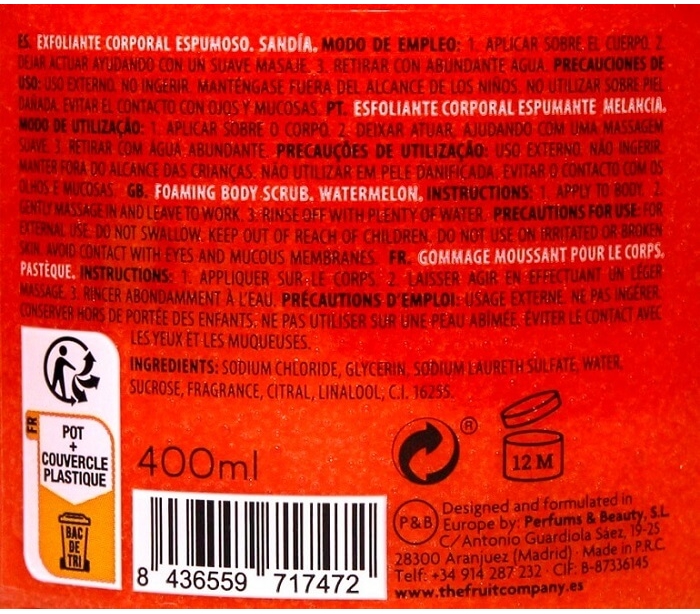 ES. EXFOLIANTE CORPORAL ESPUMOSO. SANDÍA. MODO DE EMPLEO: 1. APLICAR SOBRE EL CUERPO. 2.
DEJAR ACTUAR AYUDANDO CON UN SUAVE MASAJE. 3. RETIRAR CON ABUNDANTE AGUA. PRECAUCIONES DE
USO: USO EXTERNO. NO INGERIR. MANTÉNGASE FUERA DEL ALCANCE DE LOS NIÑOS. NO UTILIZAR SOBRE PIEL
DAÑADA. EVITAR EL CONTACTO CON OJOS Y MUCOSAS. PT. ESFOLIANTE CORPORAL ESPUMANTE MELANCIA.
MODO DE UTILIZAÇÃO: 1. APLICAR SOBRE O CORPO. 2. DEIXAR ATUAR, AJUDANDO COM UMA MASSAGEM
SUAVE. 3. RETIRAR COM ÁGUA ABUNDANTE. PRECAUÇÕES DE UTILIZAÇÃO: USO EXTERNO. NÃO INGERIR.
MANTER FORA DO ALCANCE DAS CRIANÇAS. NÃO UTILIZAR EM PELE DANIFICADA. EVITAR O CONTACTO COM OS
OLHOS E MUCOSAS. GB. FOAMING BODY SCRUB. WATERMELON. INSTRUCTIONS: 1. APPLY TO BODY. 2.
GENTLY MASSAGE IN AND LEAVE TO WORK. 3. RINSE OFF WITH PLENTY OF WATER. PRECAUTIONS FOR USE: FOR
EXTERNAL USE. DO NOT SWALLOW. KEEP OUT OF REACH OF CHILDREN. DO NOT USE ON IRRITATED OR BROKEN
SKIN. AVOID CONTACT WITH EYES AND MUCOUS MEMBRANES. FR. GOMMAGE MOUSSANT POUR LE CORPS.
PASTÈQUE. INSTRUCTIONS: 1. APPLIQUER SUR LE CORPS. 2. LAISSER AGIR EN EFFECTUANT UN LÉGER
MASSAGE. 3. RINCER ABONDAMMENT À L'EAU. PRÉCAUTIONS D'EMPLOI: USAGE EXTERNE. NE PAS INGÉRER.
CONSERVER HORS DE PORTÉE DES ENFANTS. NE PAS UTILISER SUR UNE PEAU ABÎMÉE. ÉVITER LE CONTACT AVEC
LES YEUX ET LES MUQUEUSES.
INGREDIENTS: SODIUM CHLORIDE, GLYCERIN, SODIUM LAURETH SULFATE, WATER,
SUCROSE, FRAGRANCE, CITRAL, LINALOOL, C.I. 16255.
FR
POT
+
COUVERCLE
PLASTIQUE
BAC
DE
TRI
400ml
®
12 M
8 436559 717472
P&B
Designed and formulated in
Europe by: Perfums & Beauty, S.L.
C/ Antonio Guardiola Sáez, 19-25
28300 Aranjuez (Madrid) · Made in P.R.C.
Telf: +34 914 287 232 · CIF: B-87336145
www.thefruitcompany.es